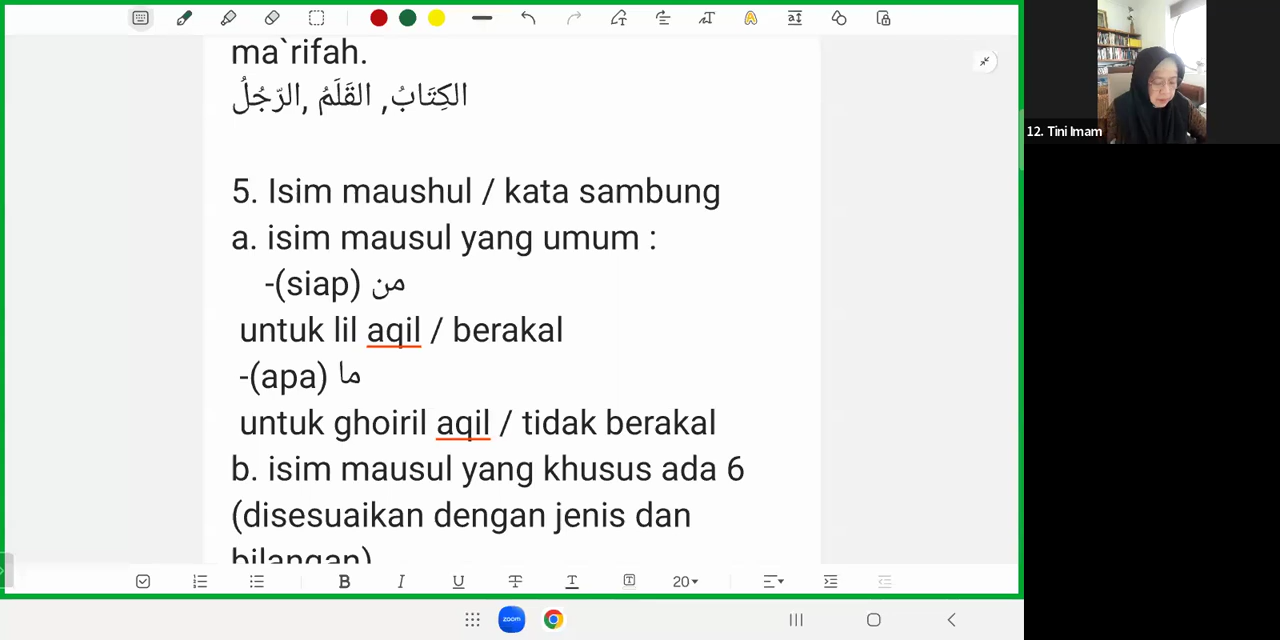 ma`rifah.
الكِتَابُ, القَلَمُ ,الرّجُلُ
5. Isim maushul / kata sambung
a. isim mausul yang umum :
-(siap) من
untuk lil aqil / berakal
-(apa) ما
untuk ghoiril aqil / tidak berakal
b. isim mausul yang khusus ada 6
(disesuaikan dengan jenis dan
bilangan)
B I U T T T 20
zoom
12. Tini Imam